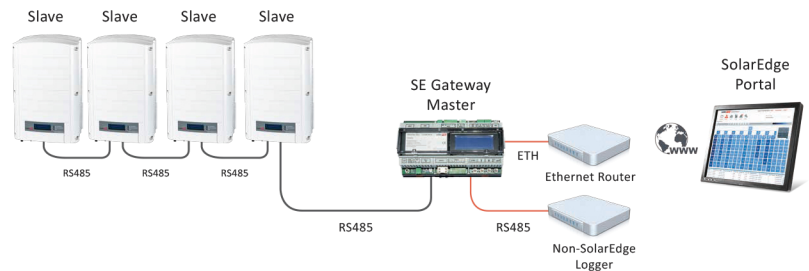 Slave Slave Slave Slave
SE Gateway
Master
SolarEdge
Portal
RS485 RS485 RS485
ETH
www
Ethernet Router
RS485
RS485
Non-SolarEdge
Logger